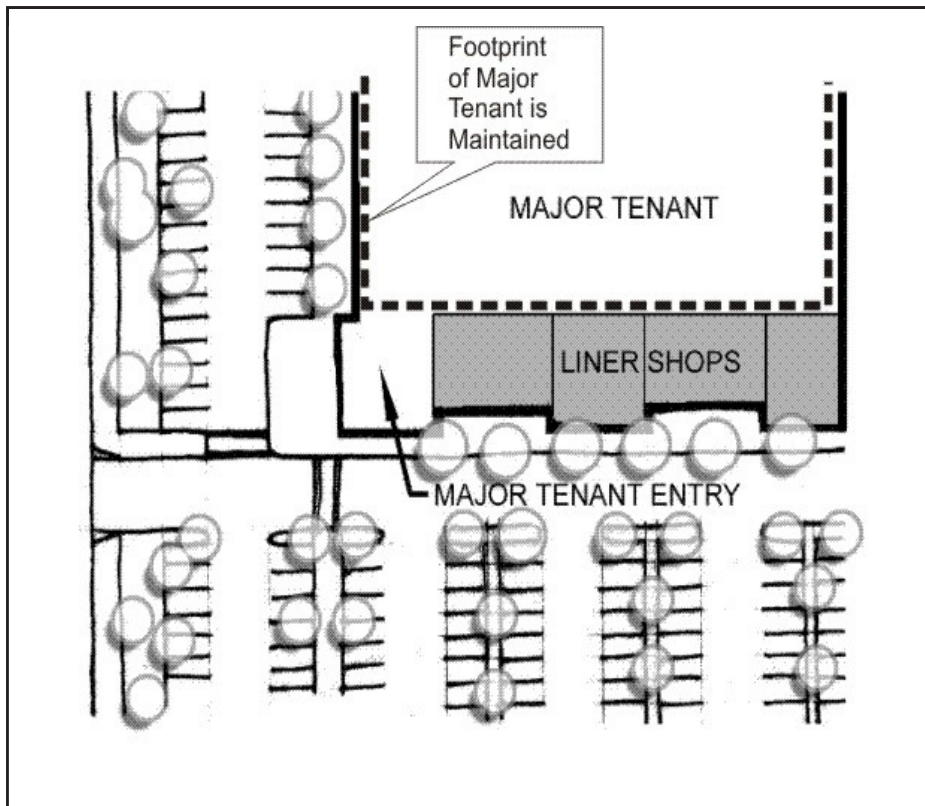 Footprint
of Major
Tenant is
Maintained
MAJOR TENANT
LINER SHOPS
MAJOR TENANT ENTRY